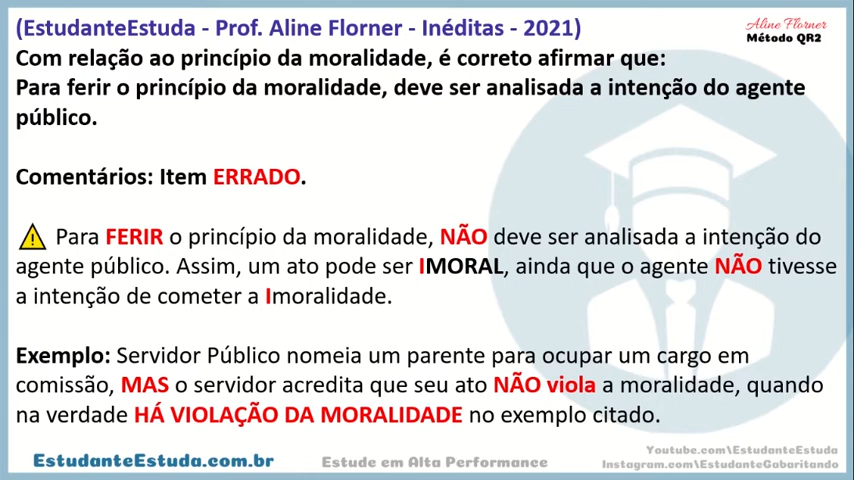 (EstudanteEstuda - Prof. Aline Florner - Inéditas - 2021)
Aline Florner
Método QR2
Com relação ao princípio da moralidade, é correto afirmar que:
Para ferir o princípio da moralidade, deve ser analisada a intenção do agente
público.
Comentários: Item ERRADO.
Para FERIR o princípio da moralidade, NÃO deve ser analisada a intenção do
agente público. Assim, um ato pode ser IMORAL, ainda que o agente NÃO tivesse
a intenção de cometer a Imoralidade.
Exemplo: Servidor Público nomeia um parente para ocupar um cargo em
comissão, MAS o servidor acredita que seu ato NÃO viola a moralidade, quando
na verdade HÁ VIOLAÇÃO DA MORALIDADE no exemplo citado.
EstudanteEstuda.com.br
Estude em Alta Performance
Youtube.com\EstudanteEstuda
Instagram.com\EstudanteGabaritando